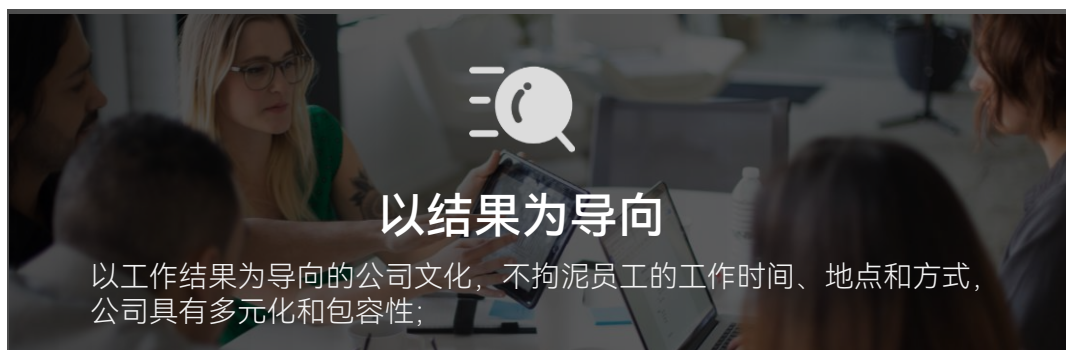 以结果为导向
以工作结果为导向的公司文化，不拘泥员工的工作时间、地点和方式，
公司具有多元化和包容性；